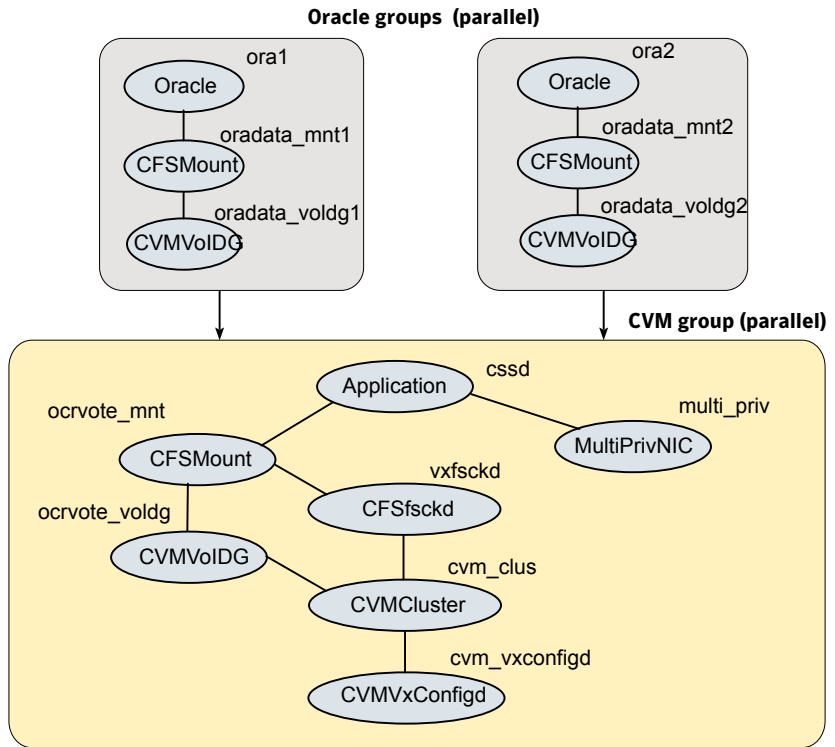 Oracle groups (parallel)
ora1
Oracle
oradata_mnt1
CFSMount
oradata_voldg1
CVMVolDG
ora2
Oracle
oradata_mnt2
CFSMount
oradata_voldg2
CVMVolDG
CVM group (parallel)
cssd
Application
ocrvote_mnt
multi_priv
CFSMount
MultiPrivNIC
vxfsckd
ocrvote_voldg
CFSfsckd
CVMVolDG
cvm_clus
CVMCluster
cvm_vxconfigd
CVMVxConfigd